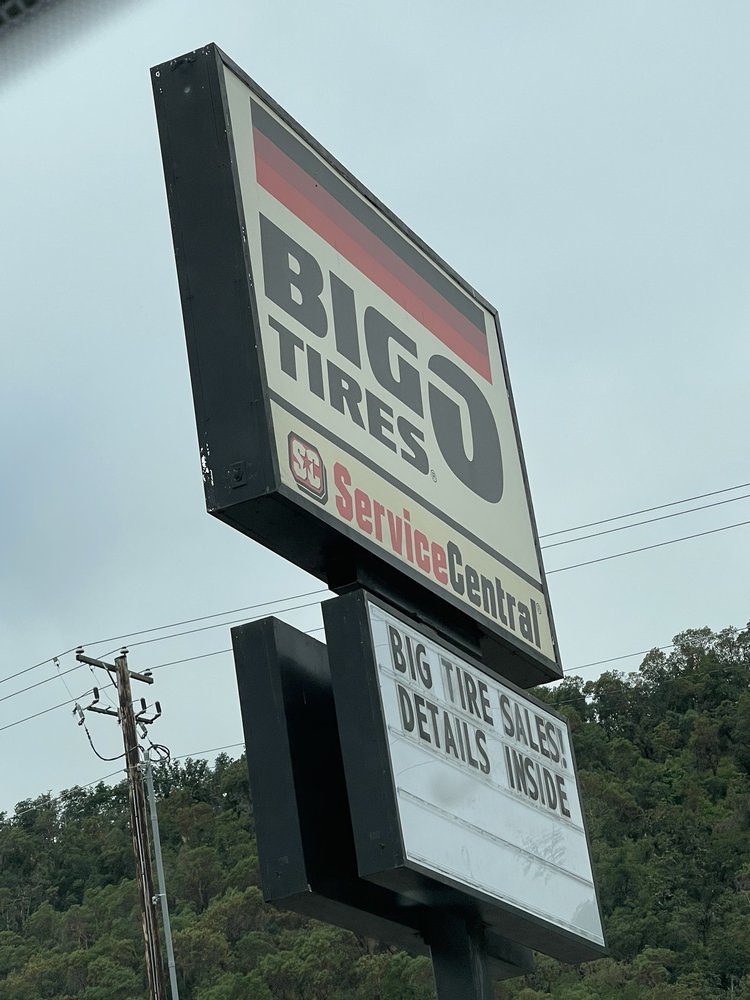 BIG O
TIRES®
SC ServiceCentral®
BIG TIRE SALES!
DETAILS INSIDE